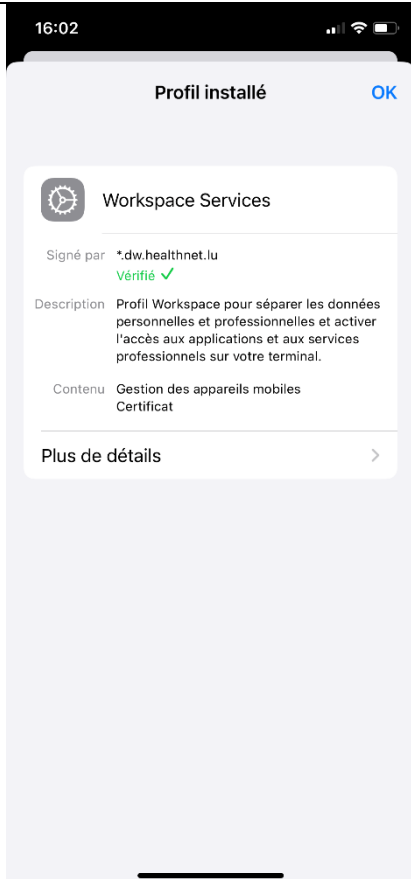 16:02
Profil installé
OK
Workspace Services
Signé par *.dw.healthnet.lu
Vérifié ✓
Description Profil Workspace pour séparer les données
personnelles et professionnelles et activer
l'accès aux applications et aux services
professionnels sur votre terminal.
Contenu Gestion des appareils mobiles
Certificat
Plus de détails